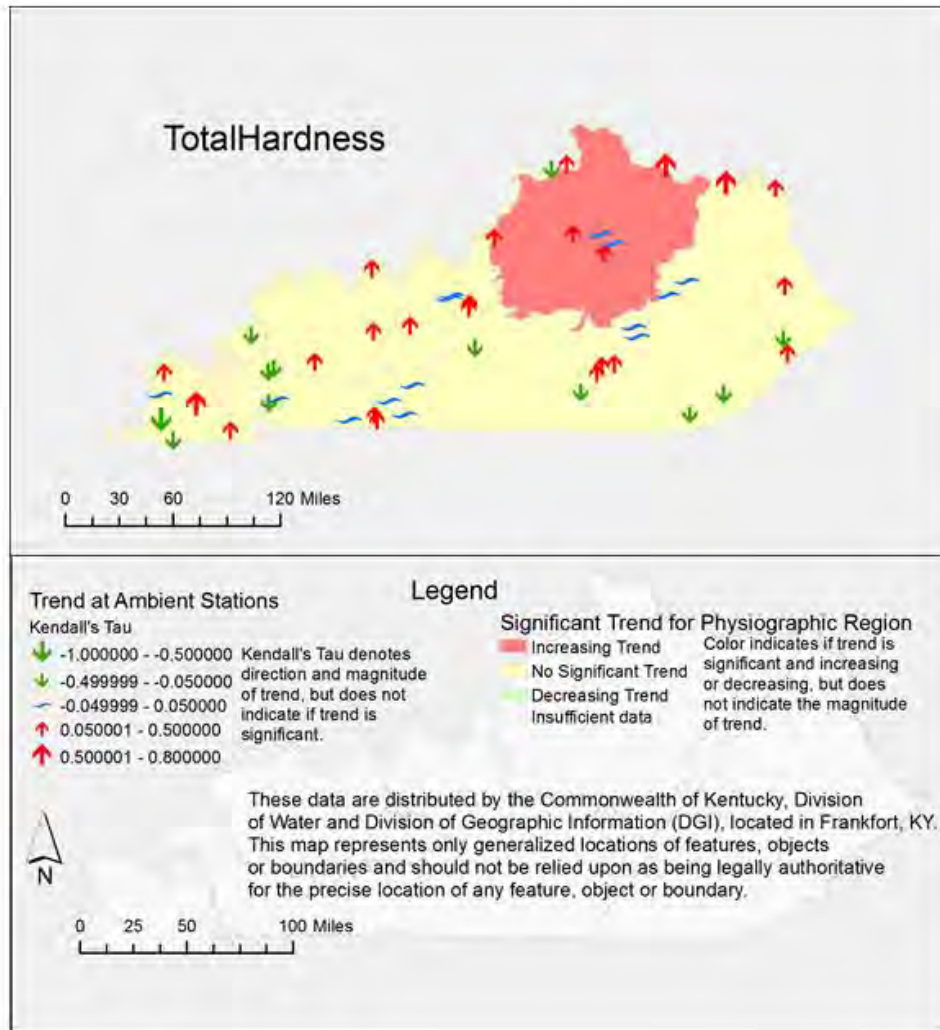 TotalHardness
0 30 60 120 Miles
Legend
Trend at Ambient Stations
Kendall's Tau
-1.000000 - -0.500000
-0.499999 - -0.050000
-0.049999 - 0.050000
0.050001 - 0.500000
0.500001 - 0.800000
Kendall's Tau denotes
direction and magnitude
of trend, but does not
indicate if trend is
significant.
Significant Trend for Physiographic Region
Increasing Trend
No Significant Trend
Decreasing Trend
Insufficient data
Color indicates if trend is
significant and increasing
or decreasing, but does
not indicate the magnitude
of trend.
These data are distributed by the Commonwealth of Kentucky, Division
of Water and Division of Geographic Information (DGI), located in Frankfort, KY.
This map represents only generalized locations of features, objects
or boundaries and should not be relied upon as being legally authoritative
for the precise location of any feature, object or boundary.
N
0 25 50 100 Miles